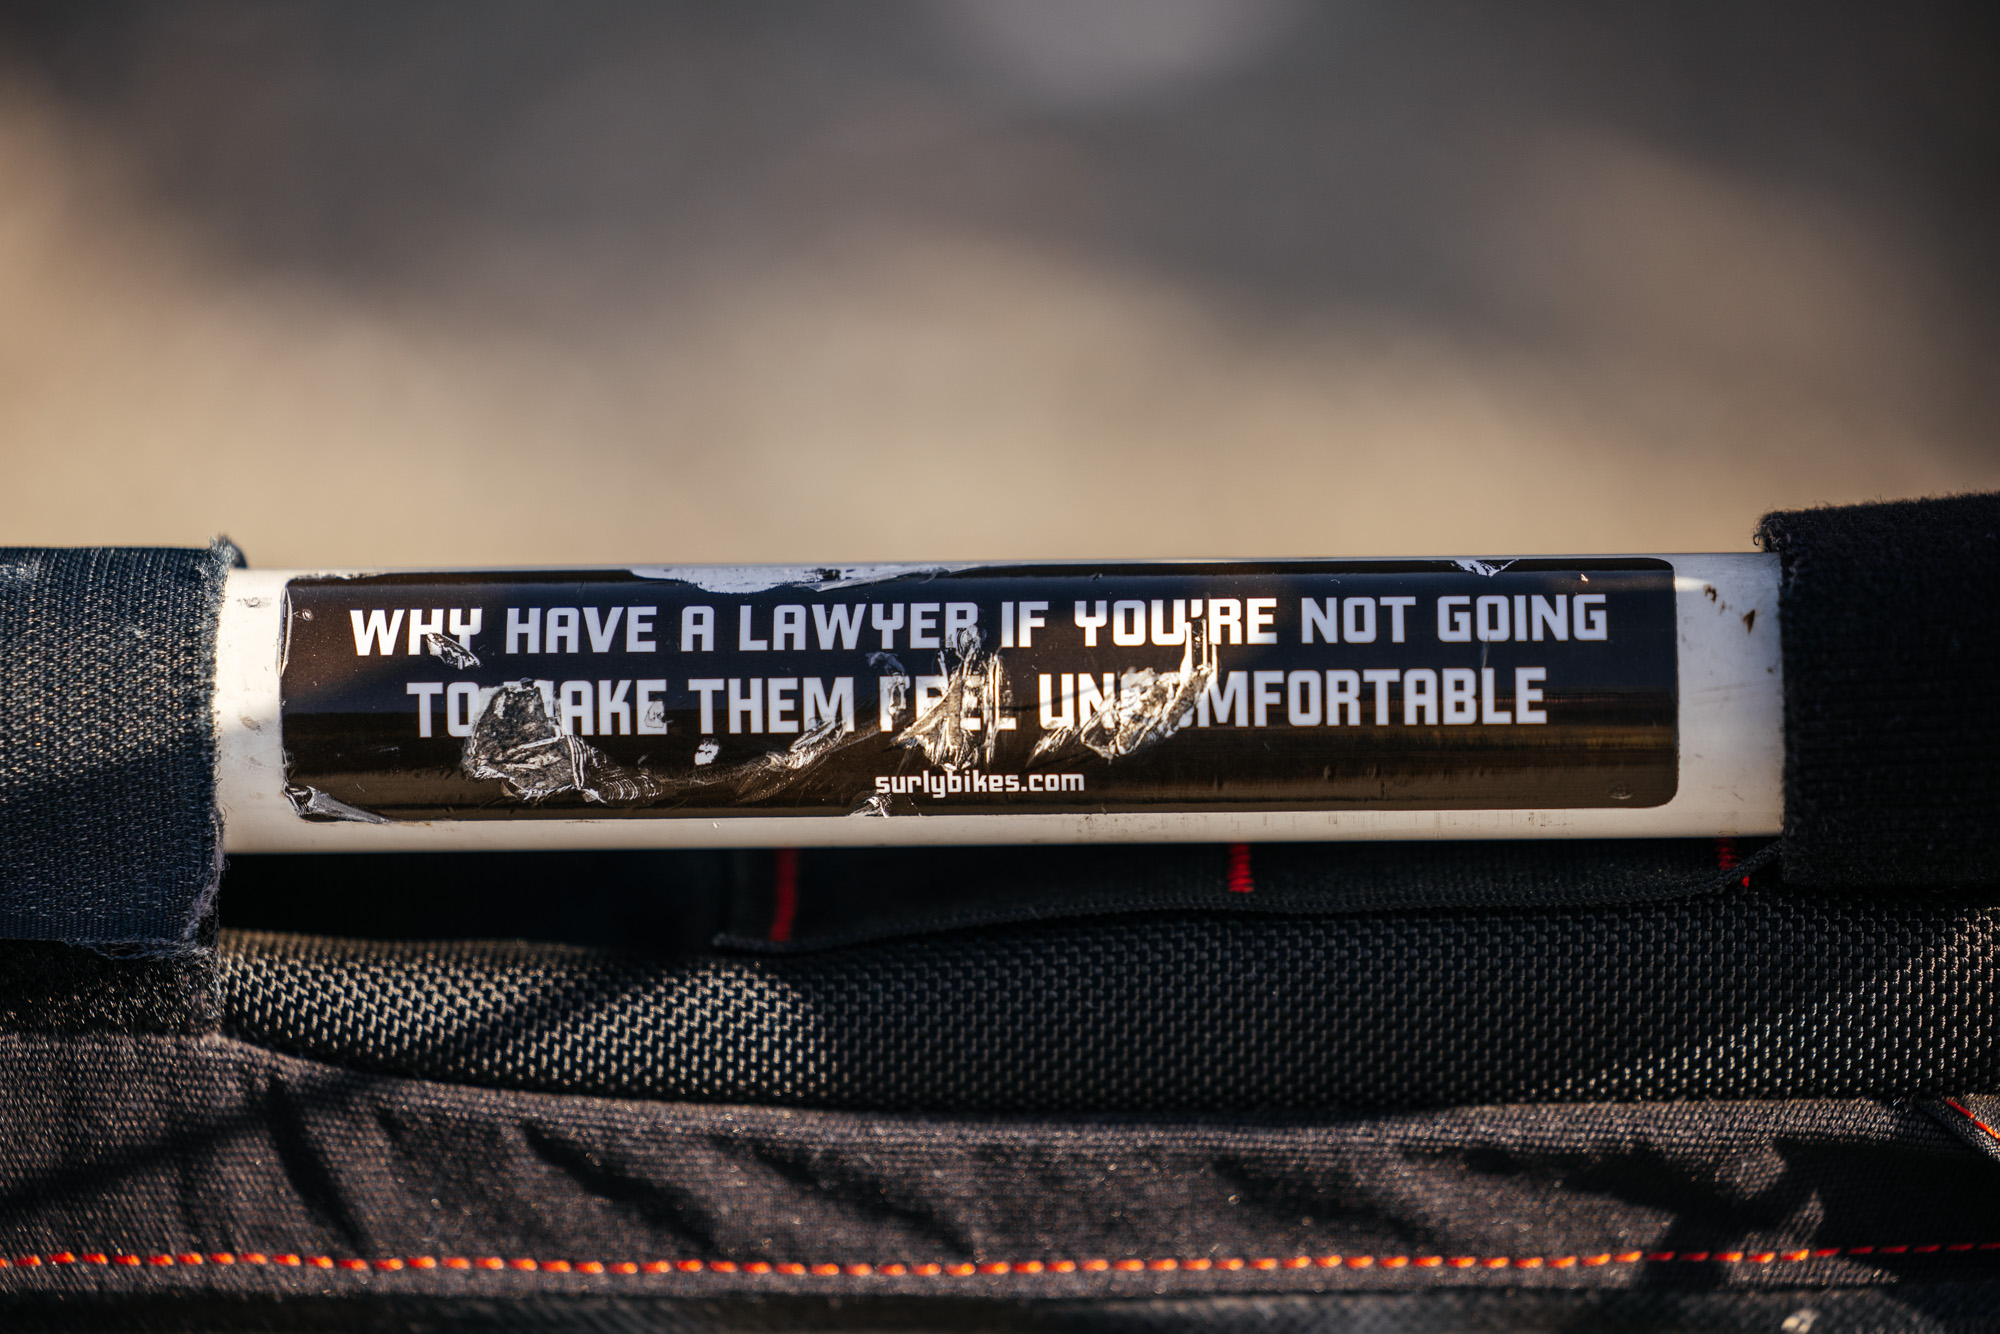 WHY HAVE A LAWYER IF YOU'RE NOT GOING
TO MAKE THEM FEEL UNCOMFORTABLE
surlybikes.com